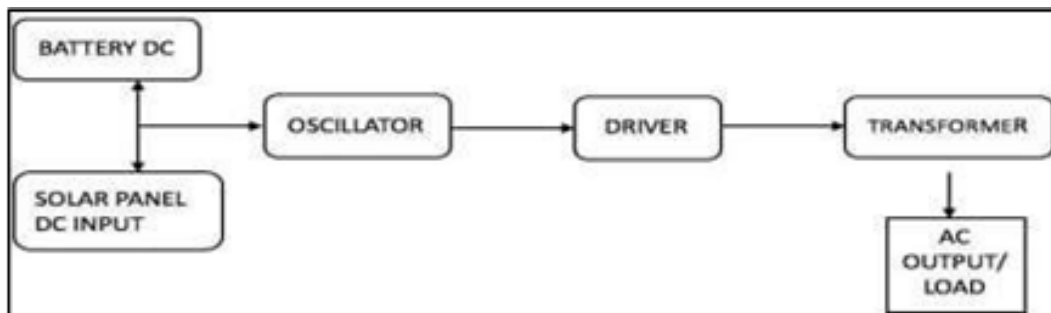 BATTERY DC
SOLAR PANEL
DC INPUT
OSCILLATOR
DRIVER
TRANSFORMER
AC
OUTPUT/
LOAD